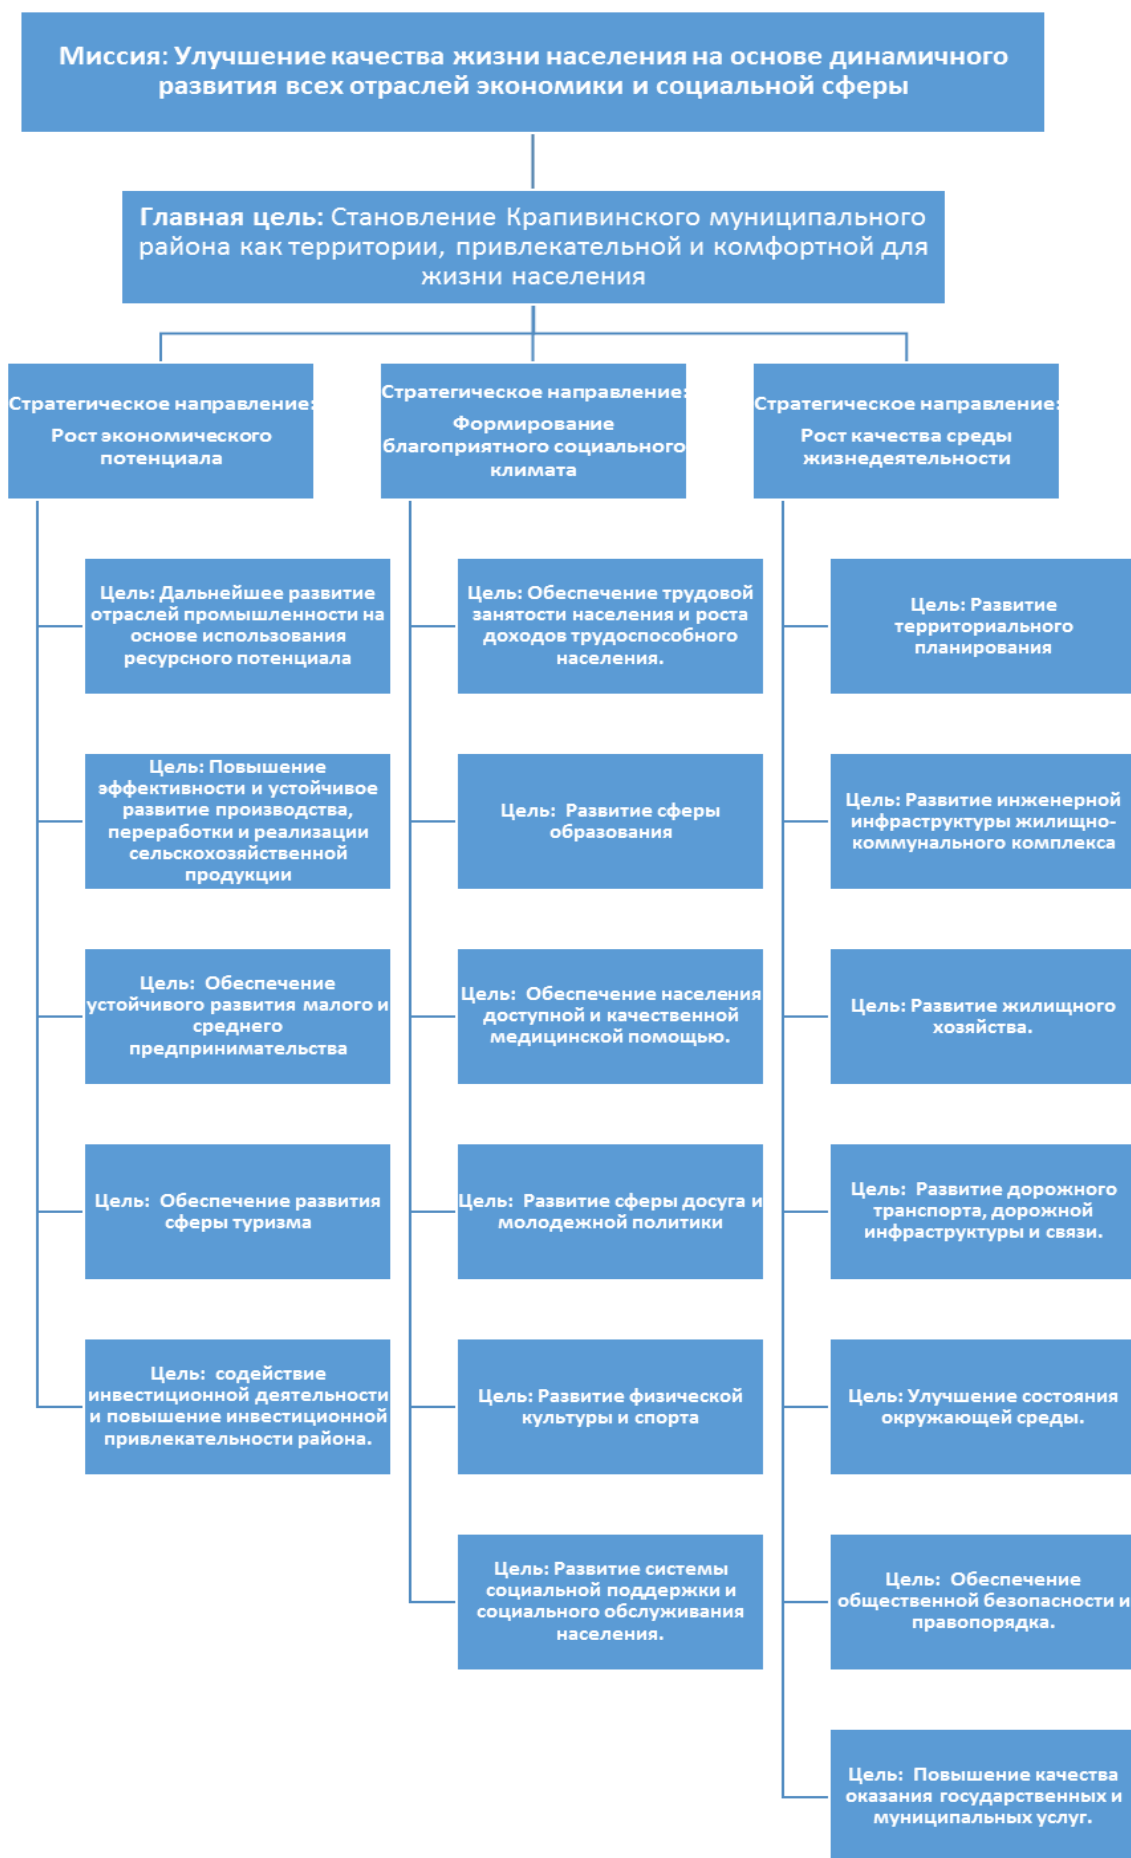 Миссия: Улучшение качества жизни населения на основе динамичного
развития всех отраслей экономики и социальной сферы
Главная цель: Становление Крапивинского муниципального
района как территории, привлекательной и комфортной для
жизни населения
Стратегическое направление:
Рост экономического
потенциала
Цель: Дальнейшее развитие
отраслей промышленности на
основе использования
ресурсного потенциала
Цель: Повышение
эффективности и устойчивое
развитие производства,
переработки и реализации
сельскохозяйственной
продукции
Цель: Обеспечение
устойчивого развития малого и
среднего
предпринимательства
Цель: Обеспечение развития
сферы туризма
Цель: содействие
инвестиционной деятельности
и повышение инвестиционной
привлекательности района.
Стратегическое направление:
Формирование
благоприятного социального
климата
Цель: Обеспечение трудовой
занятости населения и роста
доходов трудоспособного
населения.
Цель: Развитие сферы
образования
Цель: Обеспечение населения
доступной и качественной
медицинской помощью.
Цель: Развитие сферы досуга и
молодежной политики
Цель: Развитие физической
культуры и спорта
Цель: Развитие системы
социальной поддержки и
социального обслуживания
населения.
Стратегическое направление:
Рост качества среды
жизнедеятельности
Цель: Развитие
территориального
планирования
Цель: Развитие инженерной
инфраструктуры жилищно-
коммунального комплекса
Цель: Развитие жилищного
хозяйства.
Цель: Развитие дорожного
транспорта, дорожной
инфраструктуры и связи.
Цель: Улучшение состояния
окружающей среды.
Цель: Обеспечение
общественной безопасности и
правопорядка.
Цель: Повышение качества
оказания государственных и
муниципальных услуг.